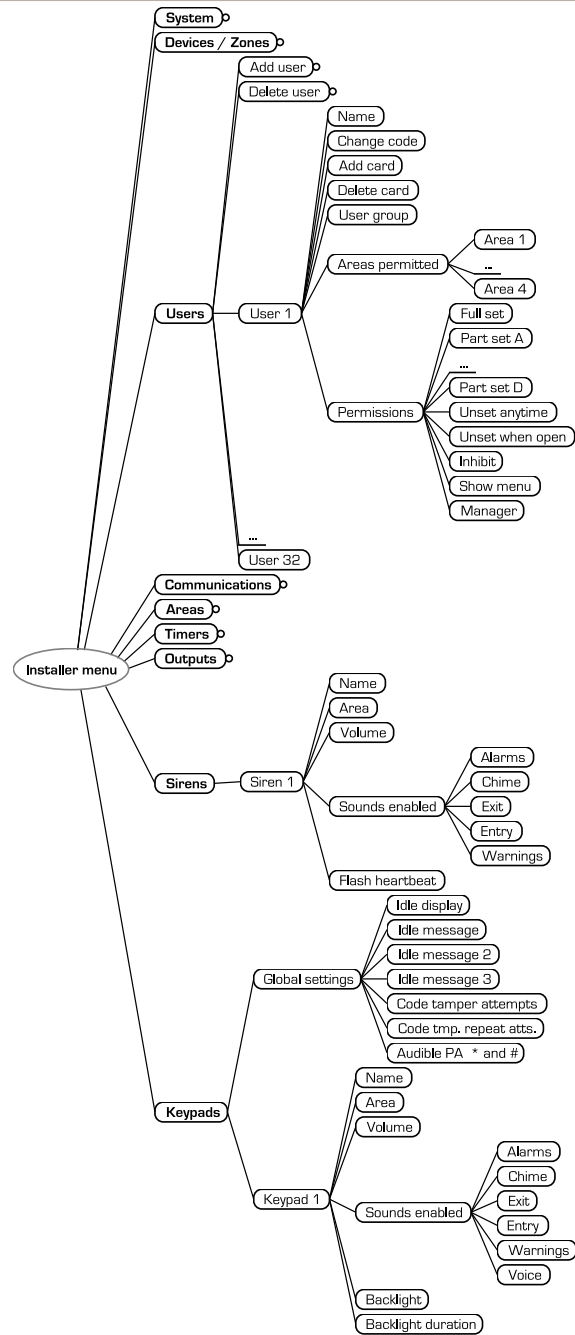 System
Devices / Zones
Add user
Delete user
Name
Change code
Add card
Delete card
User group
Area 1
Areas permitted
...
Area 4
Users
User 1
Full set
Part set A
...
Part set D
Permissions
Unset anytime
Unset when open
Inhibit
Show menu
Manager
...
User 32
Communications
Areas
Timers
Outputs
Installer menu
Name
Area
Volume
Alarms
Sirens
Siren 1
Chime
Sounds enabled
Exit
Entry
Warnings
Flash heartbeat
Idle display
Idle message
Idle message 2
Global settings
Idle message 3
Code tamper attempts
Code tmp. repeat atts.
Audible PA * and #
Keypads
Name
Area
Volume
Alarms
Chime
Keypad 1
Exit
Sounds enabled
Entry
Warnings
Voice
Backlight
Backlight duration